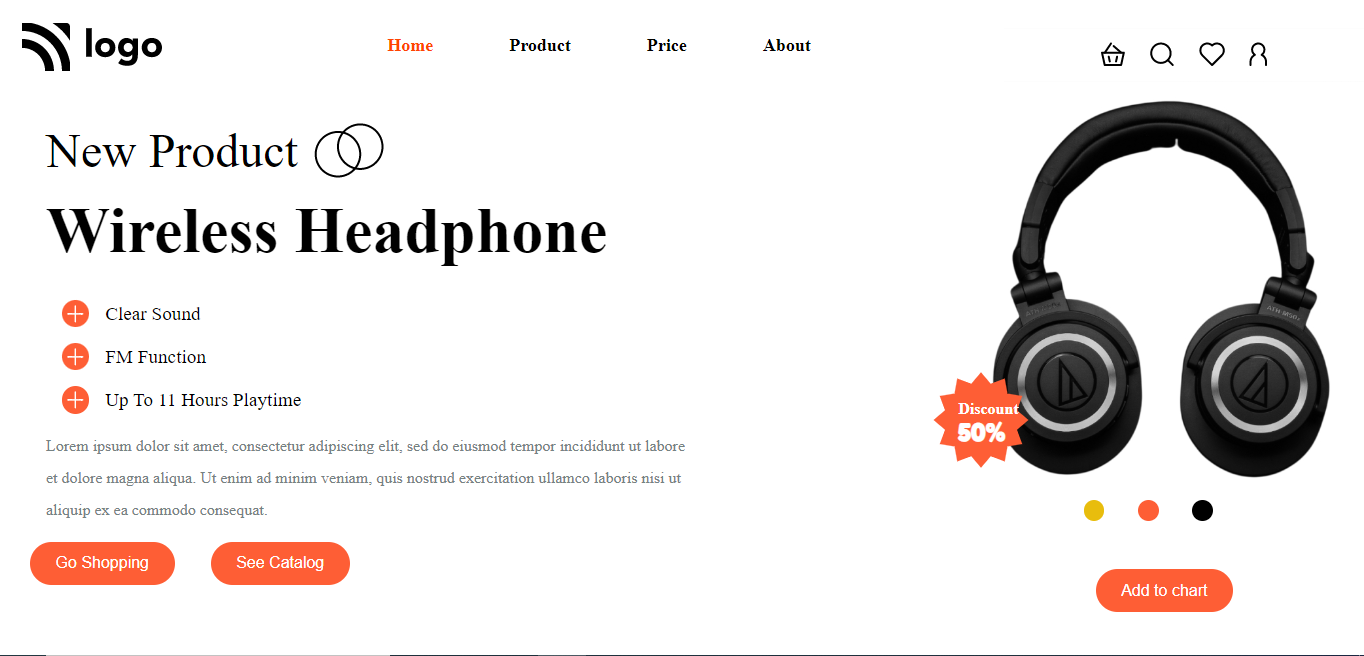 logo
Home Product Price About
New Product
Wireless Headphone
Clear Sound
FM Function
Up To 11 Hours Playtime
Lorem ipsum dolor sit amet, consectetur adipiscing elit, sed do eiusmod tempor incididunt ut labore
et dolore magna aliqua. Ut enim ad minim veniam, quis nostrud exercitation ullamco laboris nisi ut
aliquip ex ea commodo consequat.
Go Shopping See Catalog
Discount
50%
Add to chart